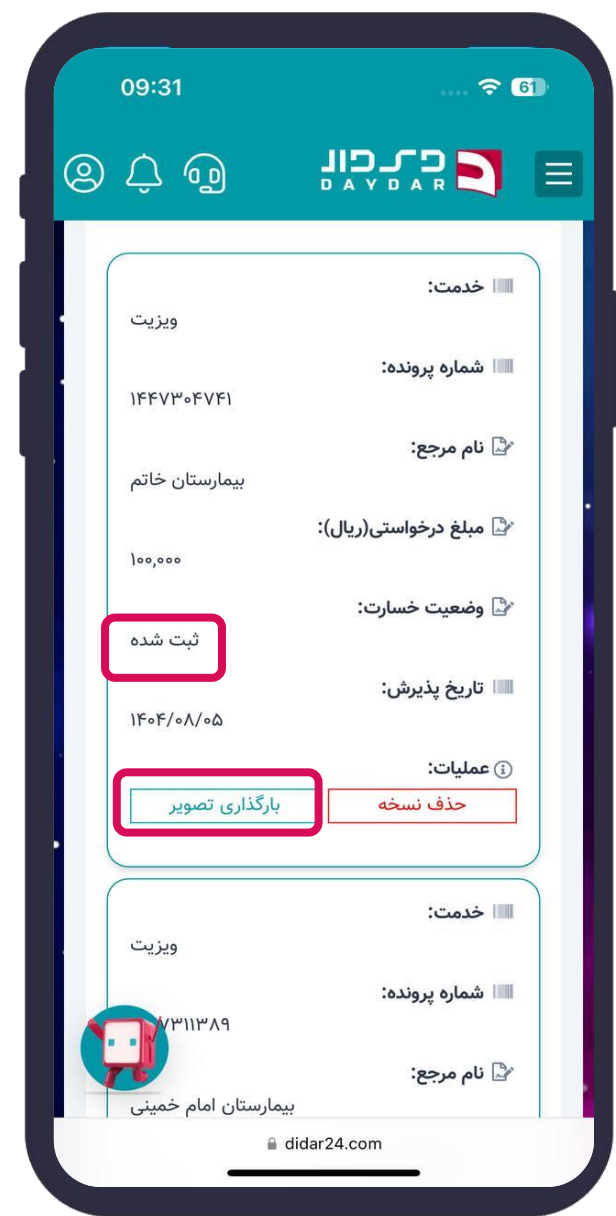 09:31
61
دی‌دار
DAYDAR
خدمت:
ویزیت
شماره پرونده:
۱۴۴۷۳۰۴۷۴۱
نام مرجع:
بیمارستان خاتم
مبلغ درخواستی(ریال):
۱۰۰,۰۰۰
وضعیت خسارت:
ثبت شده
تاریخ پذیرش:
۱۴۰۴/۰۸/۰۵
عملیات:
حذف نسخه
بارگذاری تصویر
خدمت:
ویزیت
شماره پرونده:
۷۳۱۱۳۸۹
نام مرجع:
بیمارستان امام خمینی
didar24.com